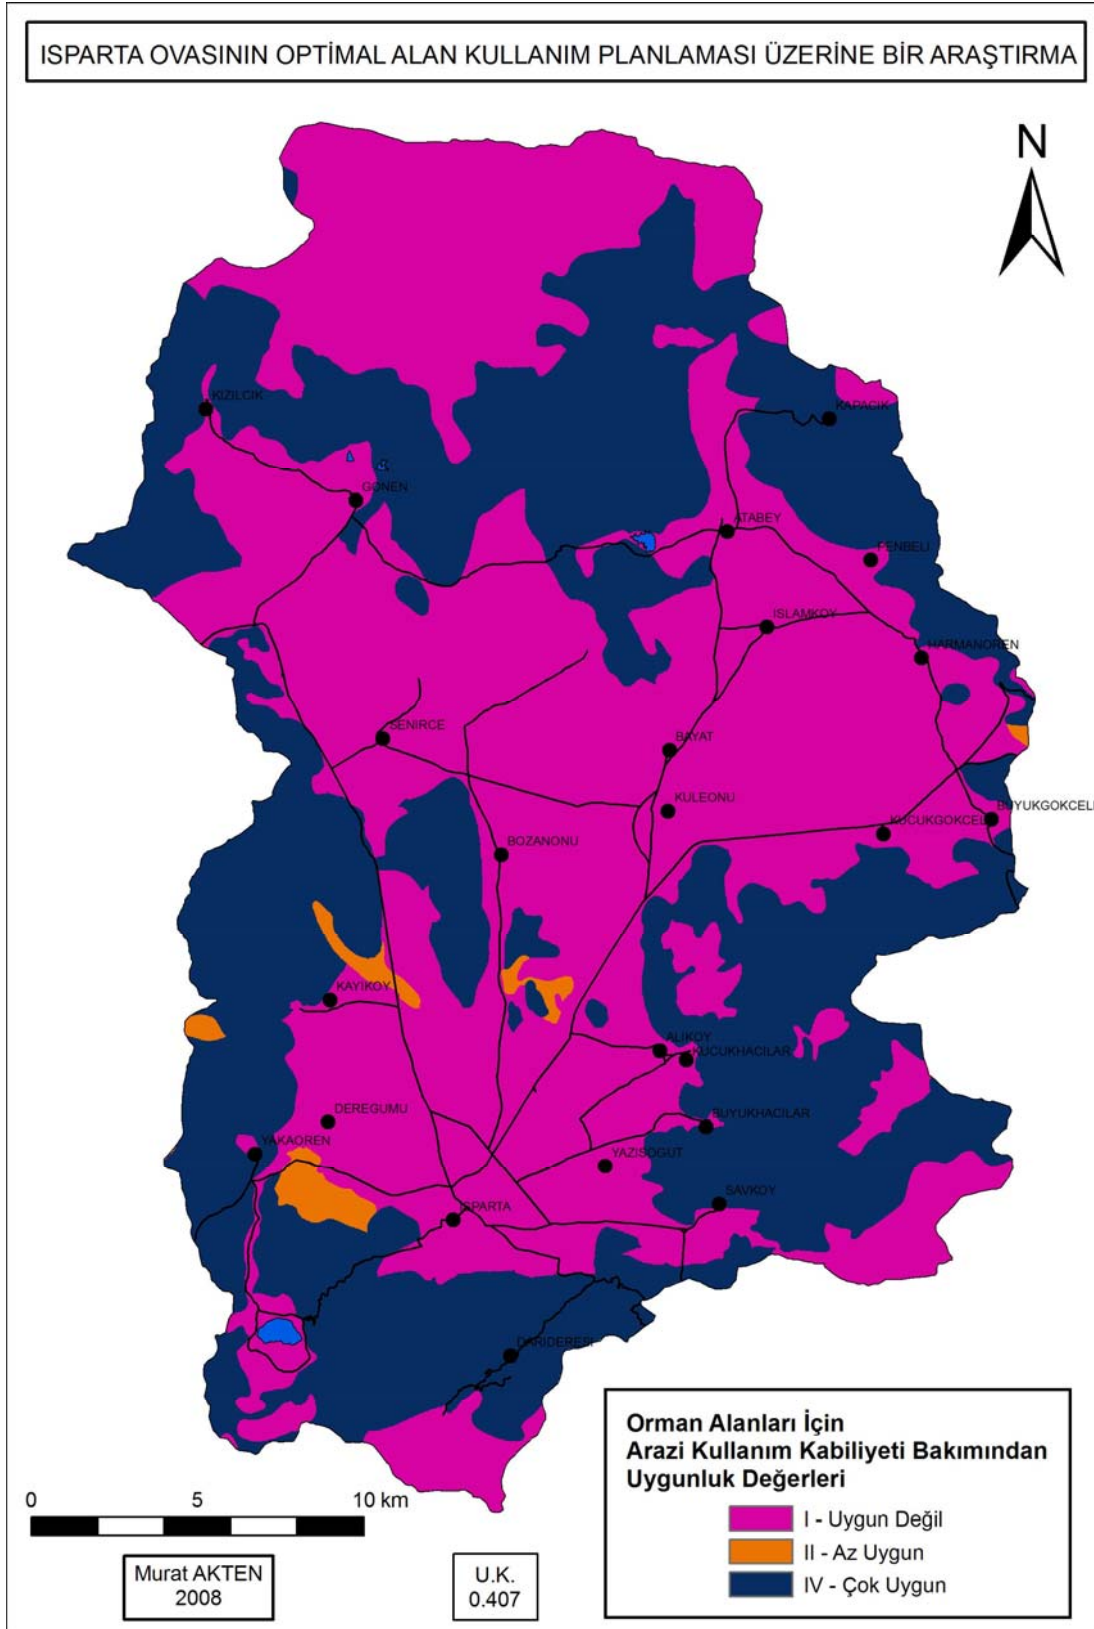 ISPARTA OVASININ OPTİMAL ALAN KULLANIM PLANLAMASI ÜZERİNE BİR ARAŞTIRMA
N
KIZILCIK
KAPACIK
GONEN
ATABEY
PENBELI
ISLAMKOY
HARMANOREN
SENIRCE
BAYAT
KULEONU
BUYUKGOKCELI
KUCUKGOKCELI
BOZANONU
KAYIKOY
ALIKOY
KUCUKHACILAR
DEREGUMU
BUYUKHACILAR
YAKAOREN
YAZISOGUT
SAVKOY
ISPARTA
DARIDERESI
Orman Alanları İçin
Arazi Kullanım Kabiliyeti Bakımından
Uygunluk Değerleri
I - Uygun Değil
II - Az Uygun
IV - Çok Uygun
0 5 10 km
Murat AKTEN
2008
U.K.
0.407